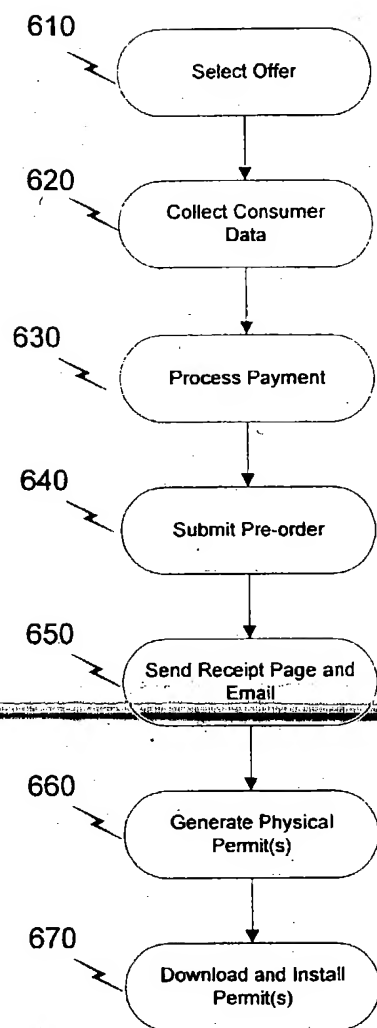 610
Select Offer
620
Collect Consumer
Data
630
Process Payment
640
Submit Pre-order
650
Send Receipt Page and
Email
660
Generate Physical
Permit(s)
670
Download and Install
Permit(s)